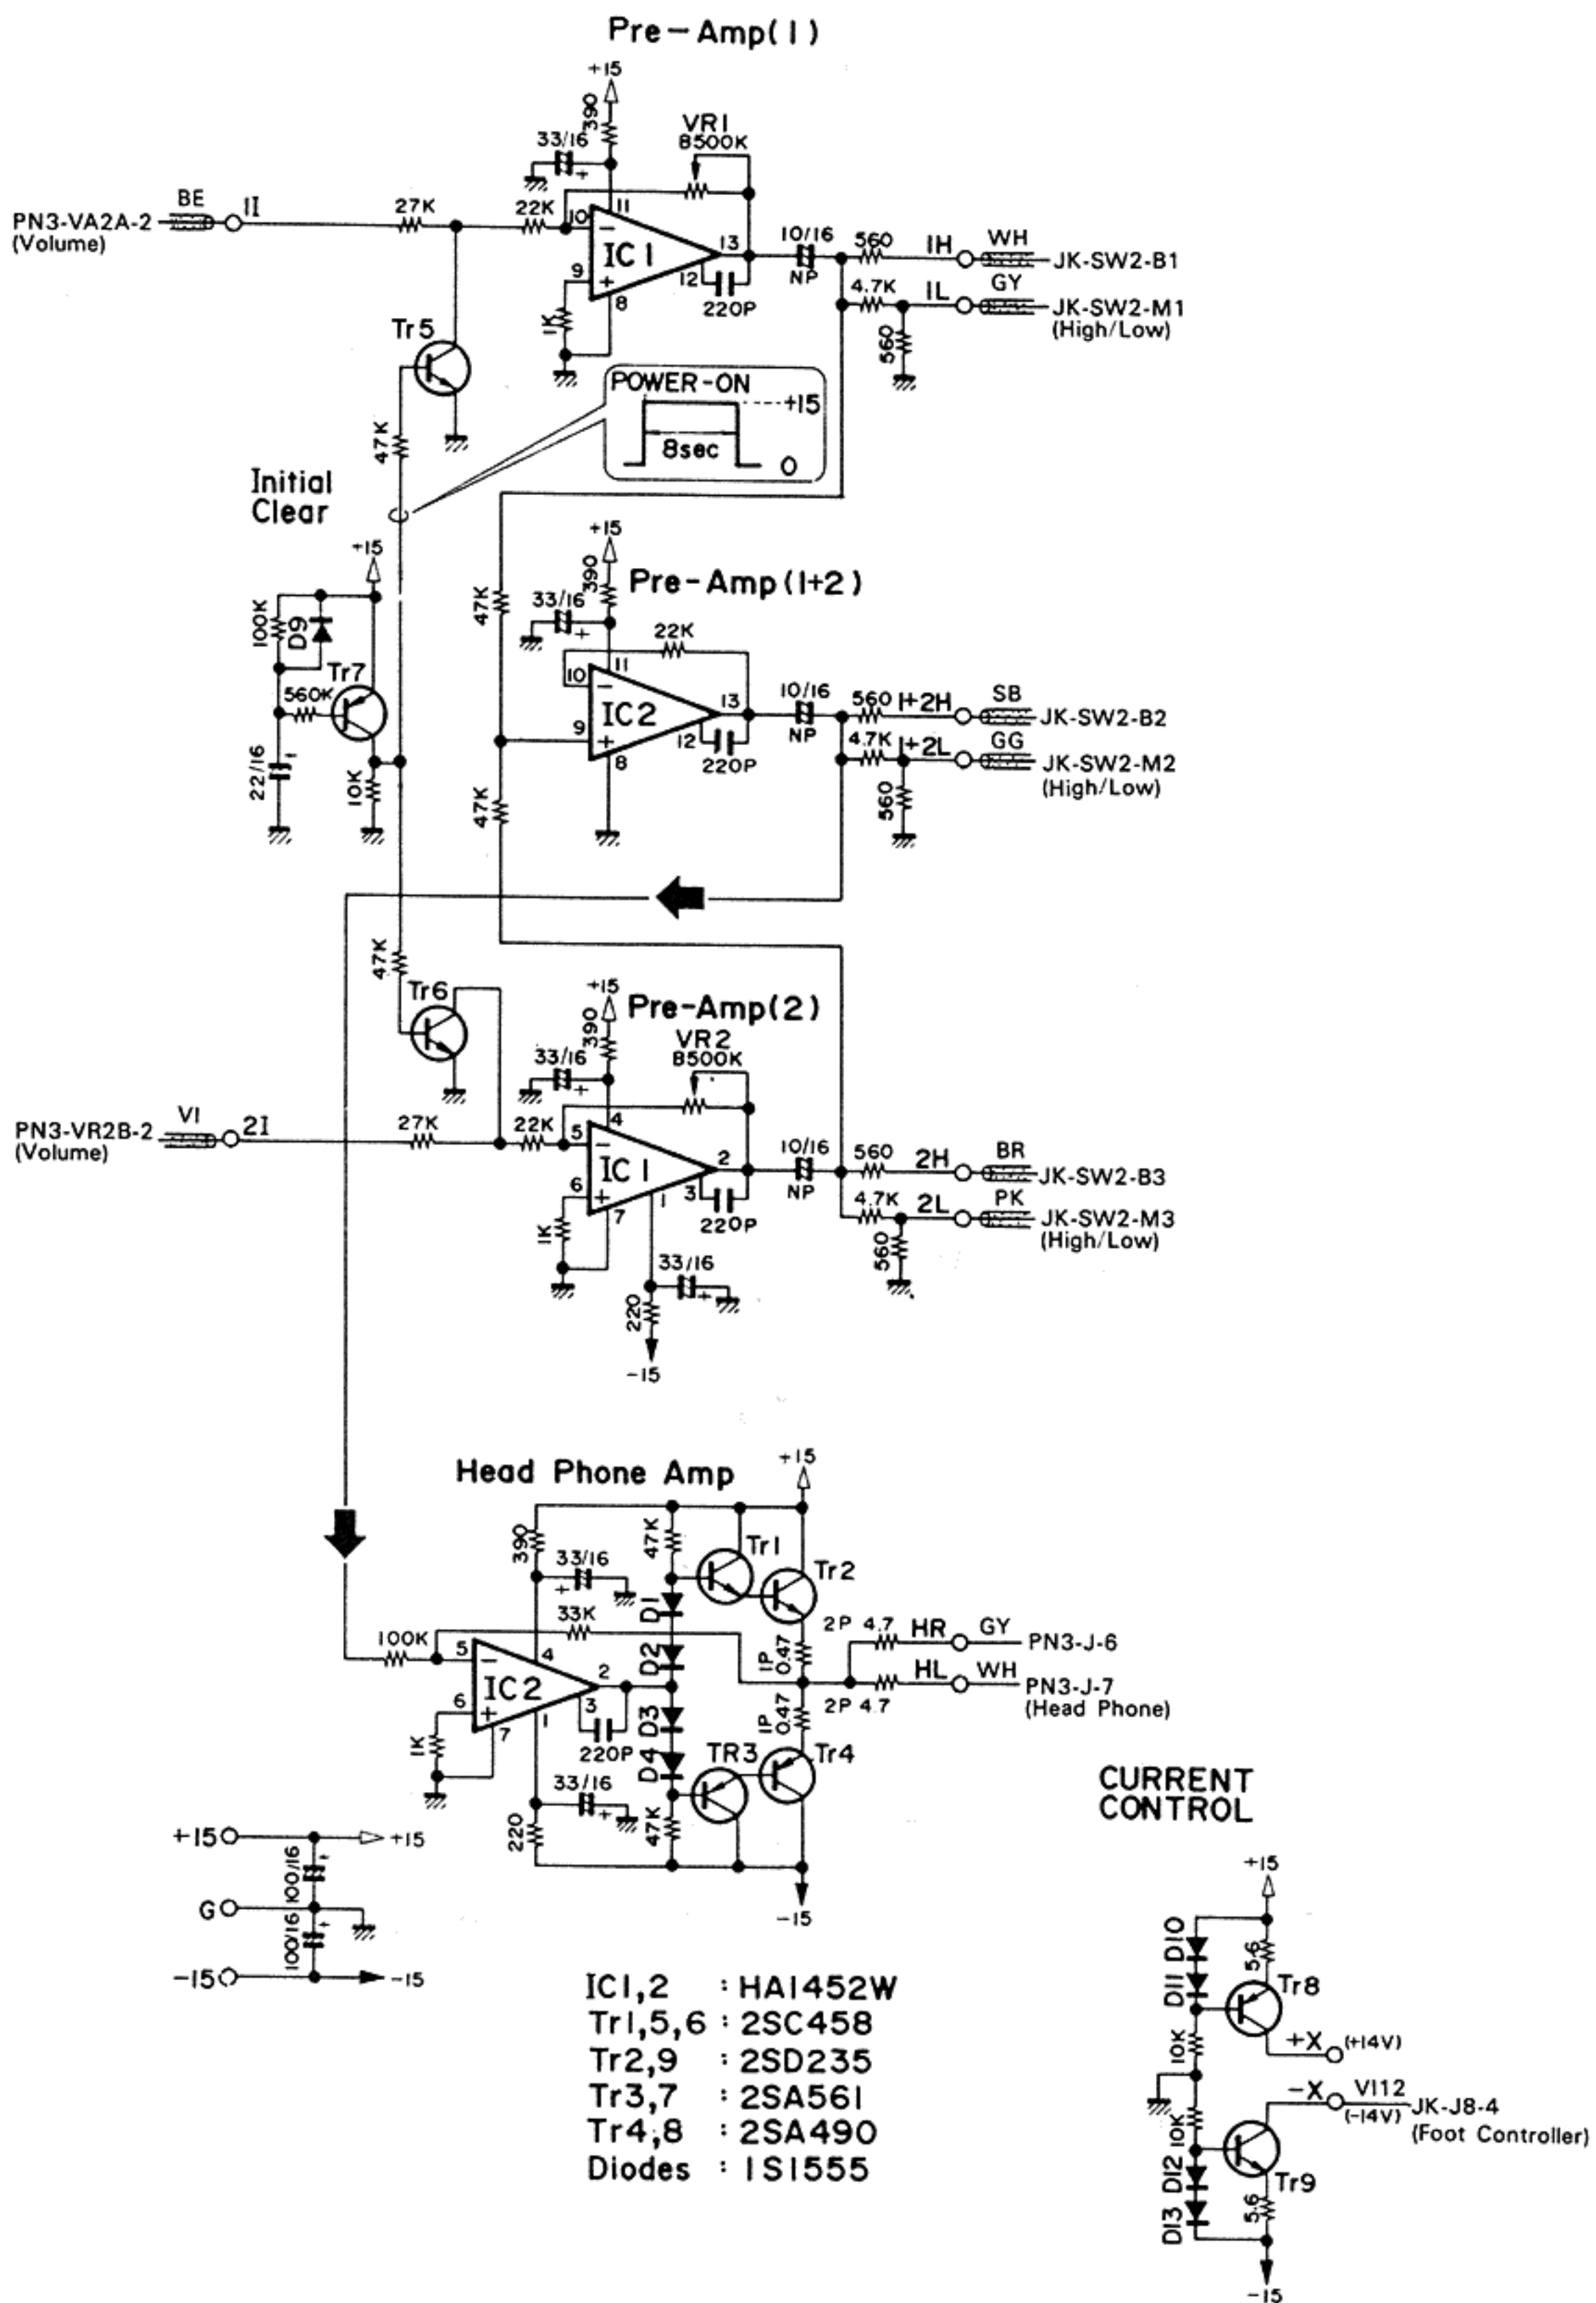 Pre-Amp(1)
+15
390
33/16
+
VR1
B500K
BE
1I
PN3-VA2A-2
(Volume)
27K
22K
10
11
−
IC1
9
+
8
13
12
220P
1K
10/16
NP
560
1H
WH
JK-SW2-B1
4.7K
1L
GY
JK-SW2-M1
(High/Low)
560
Tr5
47K
POWER-ON
+15
8sec
0
Initial
Clear
+15
100K
D9
Tr7
560K
22/16
10K
47K
47K
+15
390
Pre-Amp(1+2)
33/16
+
22K
10
11
−
IC2
9
+
8
13
12
220P
10/16
NP
560
1+2H
SB
JK-SW2-B2
4.7K
1+2L
GG
JK-SW2-M2
(High/Low)
560
47K
Tr6
+15
390
Pre-Amp(2)
VR2
B500K
33/16
+
PN3-VR2B-2
(Volume)
VI
2I
27K
22K
5
4
−
IC1
6
+
7
1
2
3
220P
1K
10/16
NP
560
2H
BR
JK-SW2-B3
4.7K
2L
PK
JK-SW2-M3
(High/Low)
560
33/16
+
220
-15
Head Phone Amp
+15
390
33/16
+
47K
Tr1
Tr2
D1
33K
100K
D2
5
4
−
IC2
6
+
7
1
2
3
220P
1K
D3
D4
1P
0.47
1P
0.47
2P 4.7
HR
GY
PN3-J-6
2P 4.7
HL
WH
PN3-J-7
(Head Phone)
TR3
Tr4
33/16
+
220
47K
-15
+15
+15
100/16
+
G
100/16
+
-15
-15
CURRENT
CONTROL
+15
D10
D11
5.6
Tr8
10K
+X
(+14V)
-X
V112
(-14V)
JK-J8-4
(Foot Controller)
10K
D12
D13
Tr9
5.6
-15
IC1,2 : HA1452W
Tr1,5,6 : 2SC458
Tr2,9 : 2SD235
Tr3,7 : 2SA561
Tr4,8 : 2SA490
Diodes : 1S1555